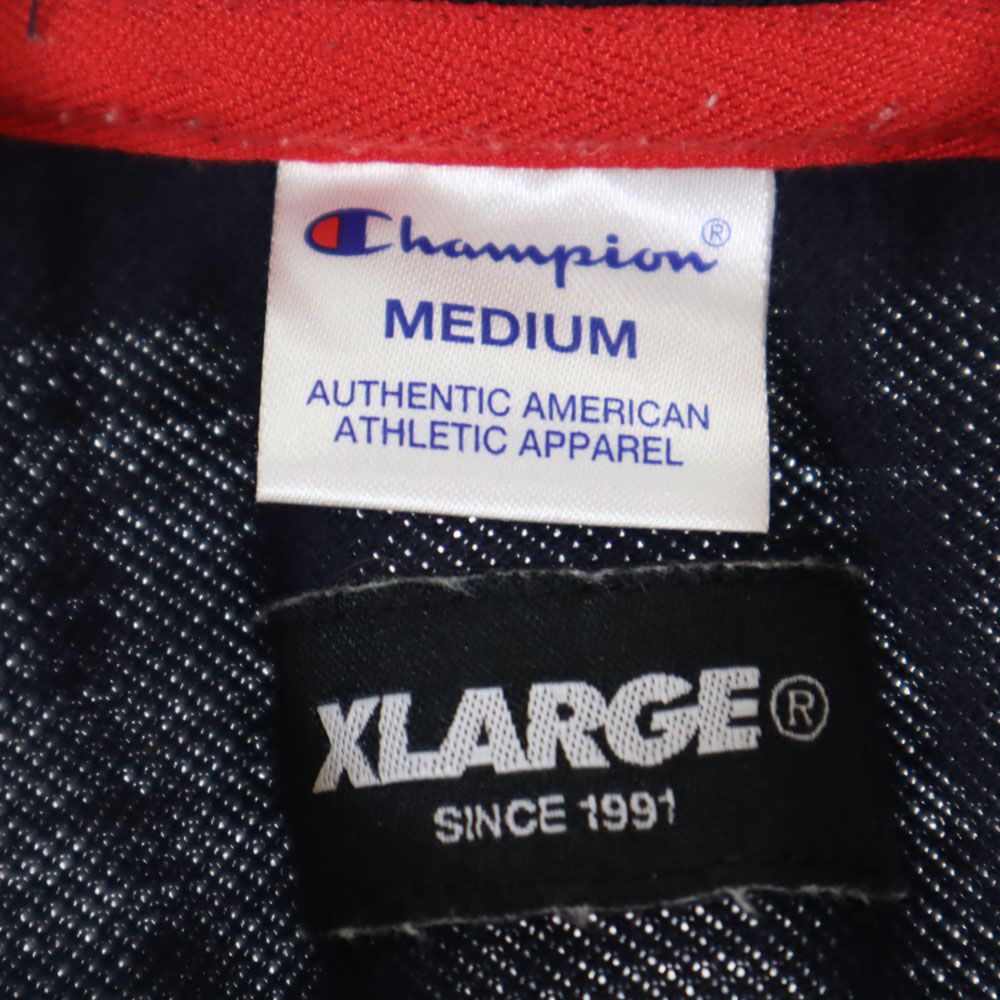 Champion®
MEDIUM
AUTHENTIC AMERICAN
ATHLETIC APPAREL
XLARGE®
SINCE 1991